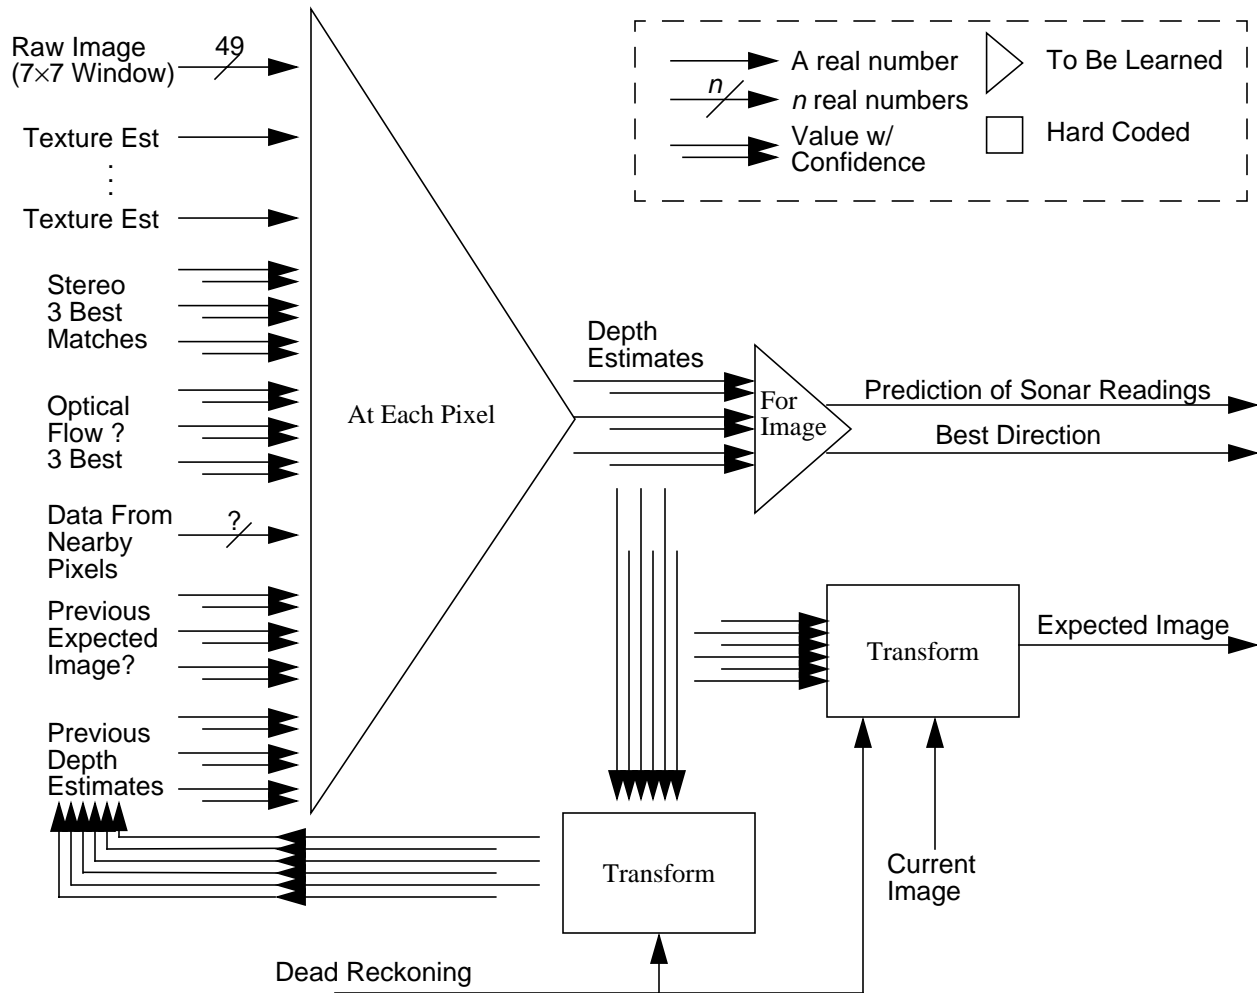 Raw Image
(7×7 Window)
49
Texture Est
.
.
.
Texture Est
Stereo
3 Best
Matches
Optical
Flow ?
3 Best
Data From
Nearby
Pixels
?
Previous
Expected
Image?
Previous
Depth
Estimates
At Each Pixel
A real number
n
n real numbers
Value w/
Confidence
To Be Learned
Hard Coded
Depth
Estimates
For
Image
Prediction of Sonar Readings
Best Direction
Transform
Expected Image
Current
Image
Transform
Dead Reckoning